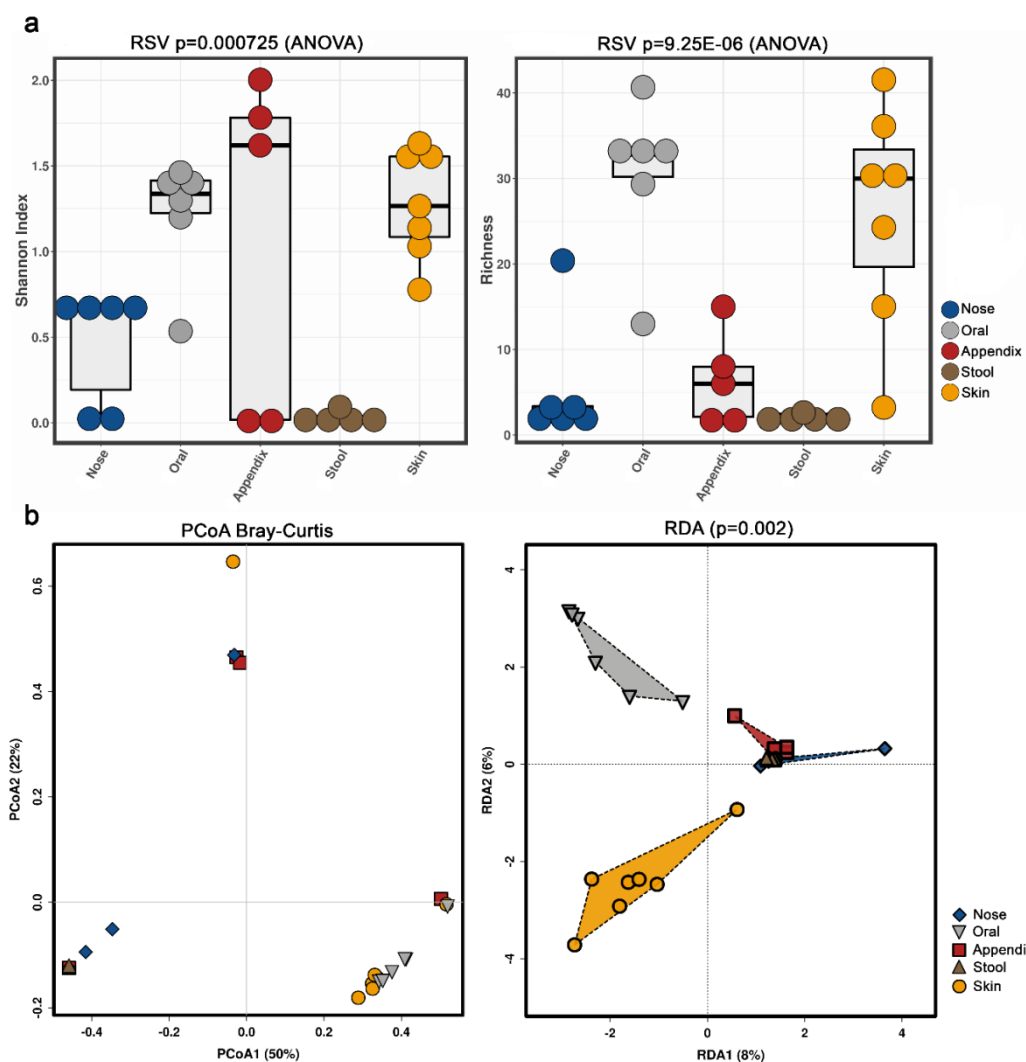 a
RSV p=0.000725 (ANOVA)
RSV p=9.25E-06 (ANOVA)
Shannon Index
2.0
1.5
1.0
0.5
0.0
Nose
Oral
Appendix
Stool
Skin
Richness
40
30
20
10
0
Nose
Oral
Appendix
Stool
Skin
Nose
Oral
Appendix
Stool
Skin
b
PCoA Bray-Curtis
RDA (p=0.002)
PCoA2 (22%)
0.6
0.4
0.2
0.0
-0.2
-0.4
-0.2
0.0
0.2
0.4
PCoA1 (50%)
RDA2 (6%)
4
2
0
-2
-4
-2
0
2
4
RDA1 (8%)
Nose
Oral
Appendi
Stool
Skin